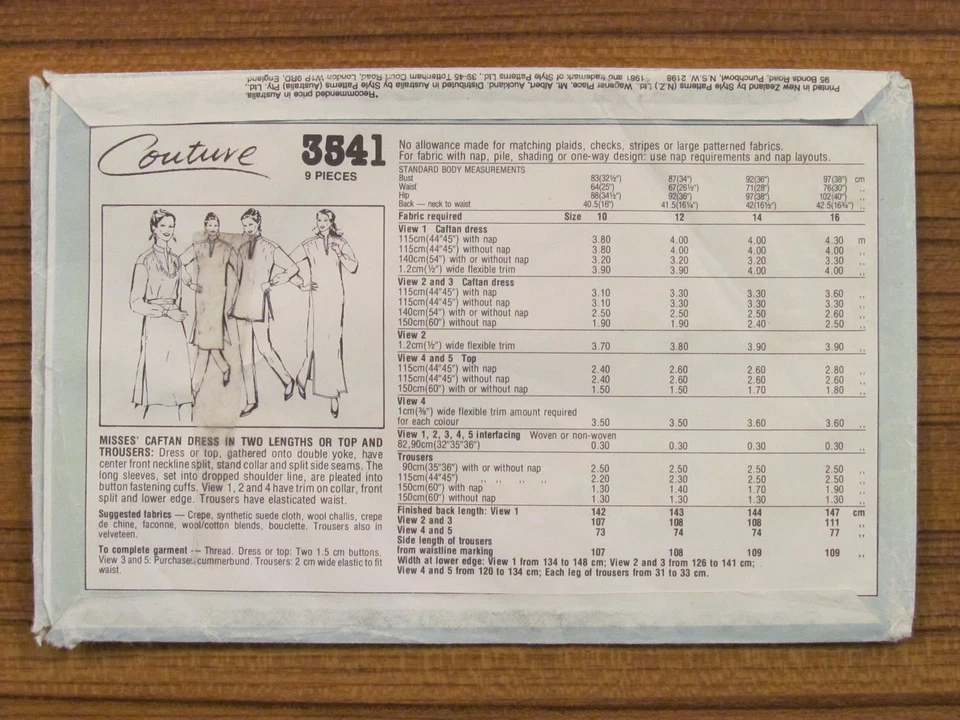 *Recommended price in Australia.
Printed in New Zealand by Style Patterns (N.Z.) Ltd., Wagener Place, Mt. Albert, Auckland. Distributed in Australia by Style Patterns (Australia) Pty. Ltd.,
95 Bonds Road, Punchbowl, N.S.W. 2196 1981 and trademark of Style Patterns Ltd., 39-45 Tottenham Court Road, London W1P 9RD, England
Couture 3541
9 PIECES
MISSES' CAFTAN DRESS IN TWO LENGTHS OR TOP AND
TROUSERS: Dress or top, gathered onto double yoke, have
center front neckline split, stand collar and split side seams. The
long sleeves, set into dropped shoulder line, are pleated into
button fastening cuffs. View 1, 2 and 4 have trim on collar, front
split and lower edge. Trousers have elasticated waist.
Suggested fabrics – Crepe, synthetic suede cloth, wool challis, crepe
de chine, faconne, wool/cotton blends, bouclette. Trousers also in
velveteen.
To complete garment -- Thread. Dress or top: Two 1.5 cm buttons.
View 3 and 5: Purchase cummerbund. Trousers: 2 cm wide elastic to fit
waist.
No allowance made for matching plaids, checks, stripes or large patterned fabrics.
For fabric with nap, pile, shading or one-way design: use nap requirements and nap layouts.
STANDARD BODY MEASUREMENTS
Bust 83(32½") 87(34") 92(36") 97(38") cm
Waist 64(25") 67(26½") 71(28") 76(30") ,,
Hip 88(34½") 92(36") 97(38") 102(40") ,,
Back — neck to waist 40.5(16") 41.5(16¼") 42(16½") 42.5(16¾") ,,
Fabric required Size 10 12 14 16
View 1 Caftan dress
115cm(44"45") with nap 3.80 4.00 4.00 4.30 m
115cm(44"45") without nap 3.80 4.00 4.00 4.00 ,,
140cm(54") with or without nap 3.20 3.20 3.20 3.30 ,,
1.2cm(½") wide flexible trim 3.90 3.90 4.00 4.00 ,,
View 2 and 3 Caftan dress
115cm(44"45") with nap 3.10 3.30 3.30 3.60 ,,
115cm(44"45") without nap 3.10 3.30 3.30 3.30 ,,
140cm(54") with or without nap 2.50 2.50 2.50 2.60 ,,
150cm(60") without nap 1.90 1.90 2.40 2.50 ,,
View 2
1.2cm(½") wide flexible trim 3.70 3.80 3.90 3.90 ,,
View 4 and 5 Top
115cm(44"45") with nap 2.40 2.60 2.60 2.80 ,,
115cm(44"45") without nap 2.40 2.60 2.60 2.60 ,,
150cm(60") with or without nap 1.50 1.50 1.70 1.80 ,,
View 4
1cm(⅜") wide flexible trim amount required
for each colour 3.50 3.50 3.60 3.60 ,,
View 1, 2, 3, 4, 5 interfacing Woven or non-woven
82,90cm(32"35"36") 0.30 0.30 0.30 0.30 ,,
Trousers
90cm(35"36") with or without nap 2.50 2.50 2.50 2.50 ,,
115cm(44"45") ,, ,, ,, ,, 2.20 2.30 2.50 2.50 ,,
150cm(60") with nap 1.30 1.40 1.70 1.90 ,,
150cm(60") without nap 1.30 1.30 1.30 1.30 ,,
Finished back length: View 1 142 143 144 147 cm
View 2 and 3 107 108 108 111 ,,
View 4 and 5 73 74 74 77 ,,
Side length of trousers
from waistline marking 107 108 109 109 ,,
Width at lower edge: View 1 from 134 to 148 cm; View 2 and 3 from 126 to 141 cm;
View 4 and 5 from 120 to 134 cm; Each leg of trousers from 31 to 33 cm.